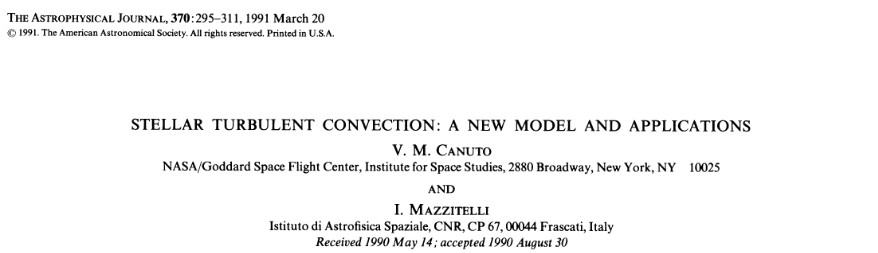 THE ASTROPHYSICAL JOURNAL, 370:295–311, 1991 March 20
© 1991. The American Astronomical Society. All rights reserved. Printed in U.S.A.
STELLAR TURBULENT CONVECTION: A NEW MODEL AND APPLICATIONS
V. M. CANUTO
NASA/Goddard Space Flight Center, Institute for Space Studies, 2880 Broadway, New York, NY 10025
AND
I. MAZZITELLI
Istituto di Astrofisica Spaziale, CNR, CP 67, 00044 Frascati, Italy
Received 1990 May 14; accepted 1990 August 30